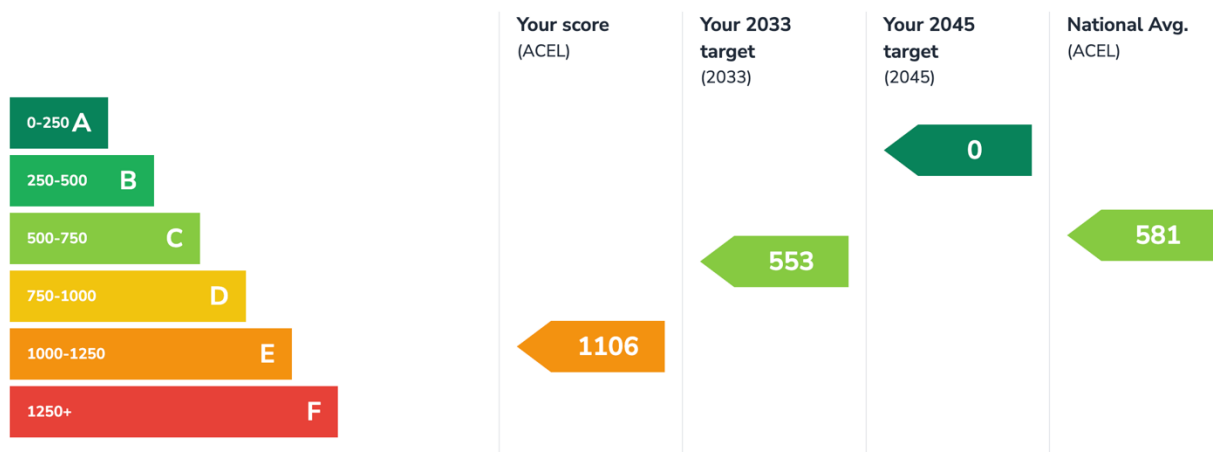 Your score
(ACEL)
Your 2033
target
(2033)
Your 2045
target
(2045)
National Avg.
(ACEL)
0-250 A
250-500 B
500-750 C
750-1000 D
1000-1250 E
1250+ F
1106
553
0
581